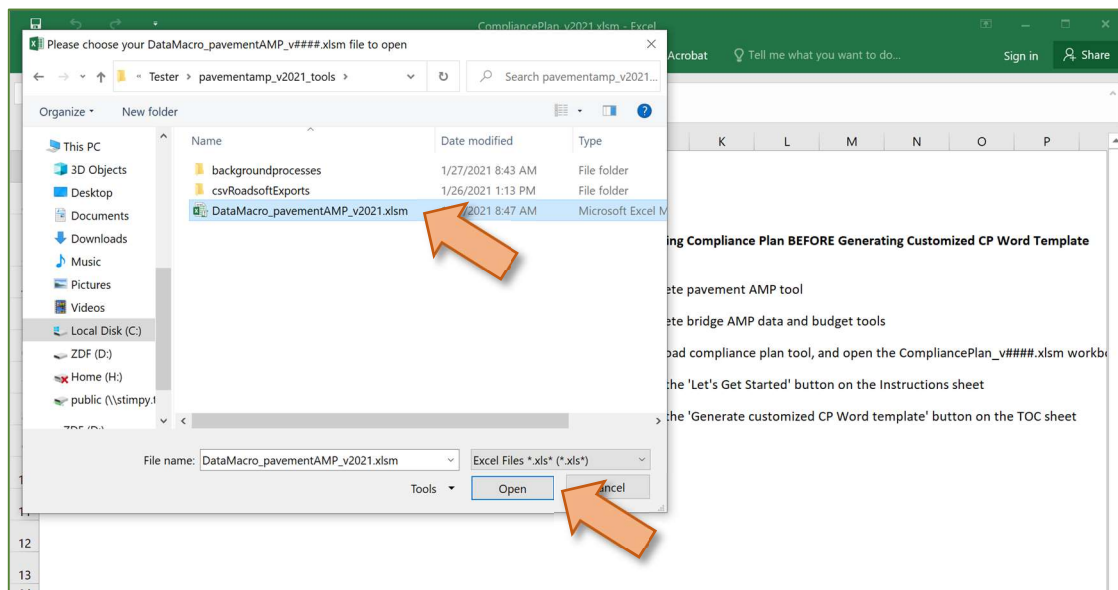 CompliancePlan_v2021.xlsm - Excel
Please choose your DataMacro_pavementAMP_v####.xlsm file to open
Acrobat
Tell me what you want to do...
Sign in
Share
« Tester > pavementamp_v2021_tools >
Search pavementamp_v2021...
Organize
New folder
Name
Date modified
Type
This PC
3D Objects
Desktop
Documents
Downloads
Music
Pictures
Videos
Local Disk (C:)
ZDF (D:)
Home (H:)
public (\\stimpy.
backgroundprocesses
1/27/2021 8:43 AM
File folder
csvRoadsoftExports
1/26/2021 1:13 PM
File folder
DataMacro_pavementAMP_v2021.xlsm
/2021 8:47 AM
Microsoft Excel M
K L M N O P
ing Compliance Plan BEFORE Generating Customized CP Word Template
ete pavement AMP tool
ete bridge AMP data and budget tools
oad compliance plan tool, and open the CompliancePlan_v####.xlsm workbo
the 'Let's Get Started' button on the Instructions sheet
the 'Generate customized CP Word template' button on the TOC sheet
File name:
DataMacro_pavementAMP_v2021.xlsm
Excel Files *.xls* (*.xls*)
Tools
Open
ancel
12
13